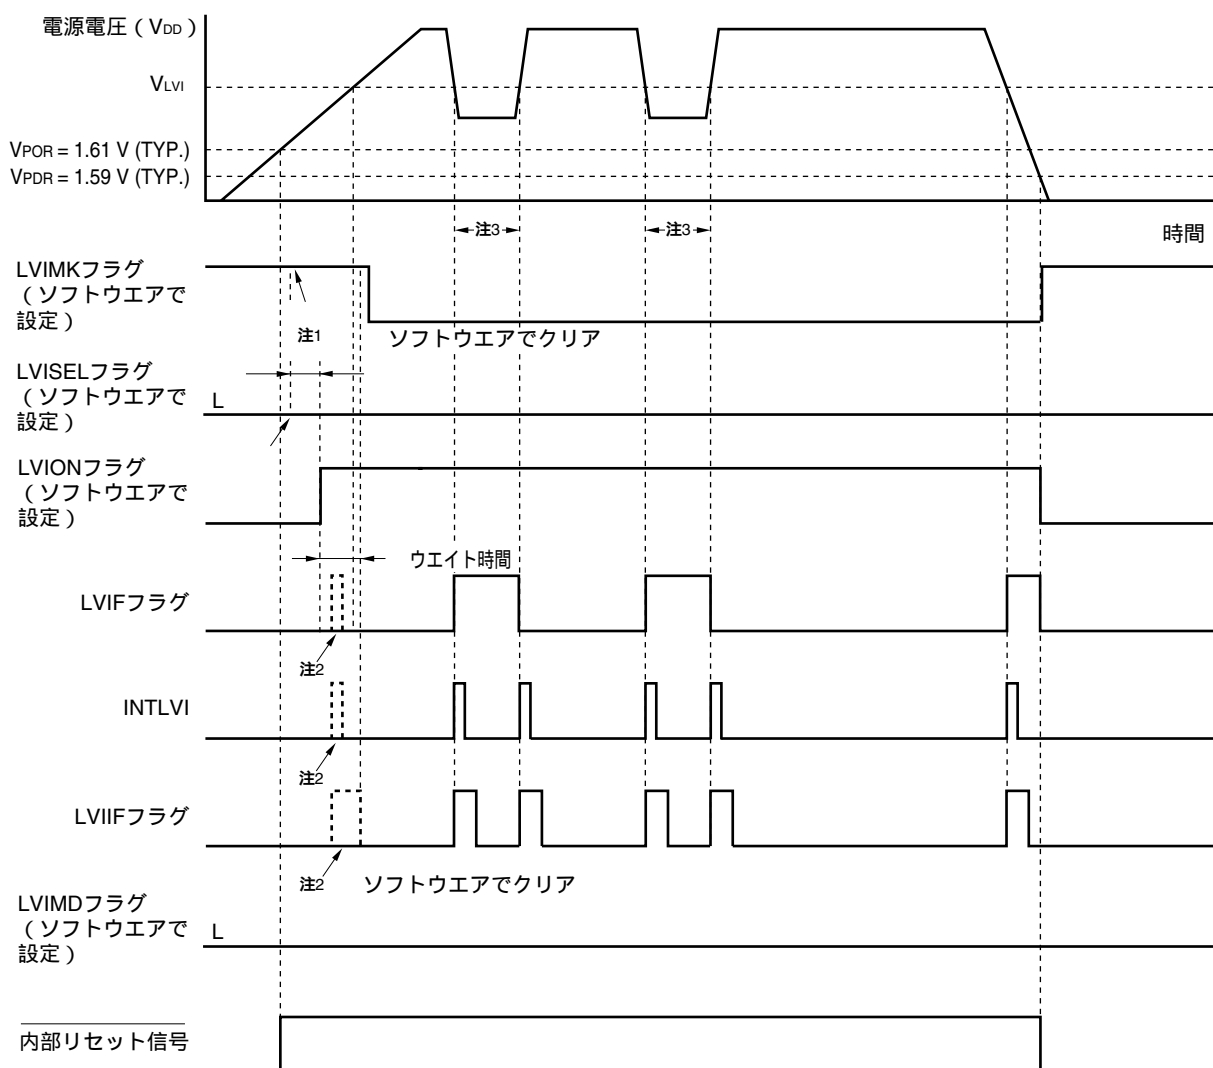 電源電圧（VDD）
VLVI
VPOR = 1.61 V (TYP.)
VPDR = 1.59 V (TYP.)
注3
注3
時間
LVIMKフラグ
（ソフトウエアで
設定）
注1
ソフトウエアでクリア
LVISELフラグ
（ソフトウエアで
設定）
L
LVIONフラグ
（ソフトウエアで
設定）
ウエイト時間
LVIFフラグ
注2
INTLVI
注2
LVIIFフラグ
注2
ソフトウエアでクリア
LVIMDフラグ
（ソフトウエアで
設定）
L
内部リセット信号